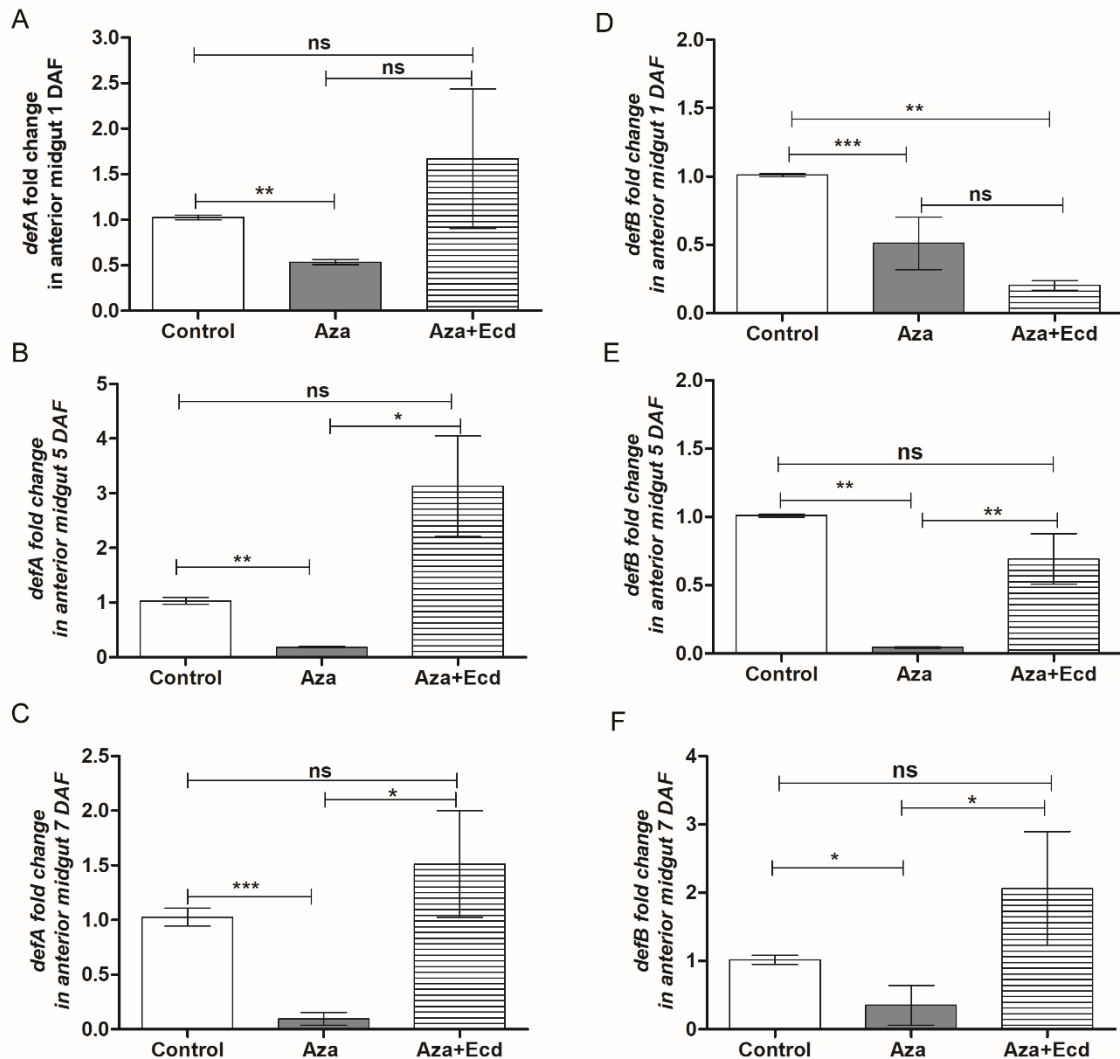 A
defA fold change
in anterior midgut 1 DAF
3.0
2.5
2.0
1.5
1.0
0.5
0.0
ns
ns
**
Control Aza Aza+Ecd
D
defB fold change
in anterior midgut 1 DAF
2.0
1.5
1.0
0.5
0.0
**
***
ns
Control Aza Aza+Ecd
B
defA fold change
in anterior midgut 5 DAF
5
4
3
2
1
0
ns
*
**
Control Aza Aza+Ecd
E
defB fold change
in anterior midgut 5 DAF
2.0
1.5
1.0
0.5
0.0
ns
**
**
Control Aza Aza+Ecd
C
defA fold change
in anterior midgut 7 DAF
2.5
2.0
1.5
1.0
0.5
0.0
ns
*
***
Control Aza Aza+Ecd
F
defB fold change
in anterior midgut 7 DAF
4
3
2
1
0
ns
*
*
Control Aza Aza+Ecd